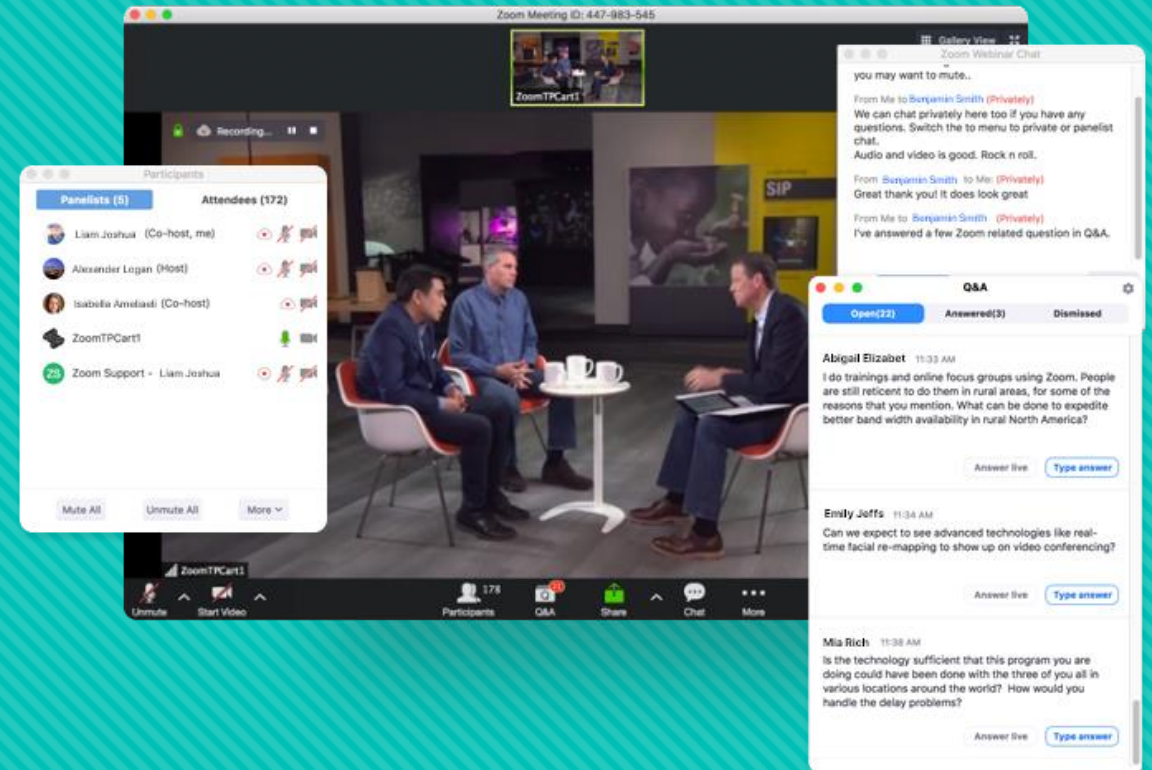 Zoom Meeting ID: 447-983-545
Gallery View
ZoomTPCart1
Recording...
SIP
ZoomTPCart1
Unmute
Start Video
178
Participants
21
Q&A
Share
Chat
More
Participants
Panelists (5)
Attendees (172)
Liam Joshua (Co-host, me)
Alexander Logan (Host)
Isabella Ameliasti (Co-host)
ZoomTPCart1
ZS
Zoom Support - Liam Joshua
Mute All
Unmute All
More
Zoom Webinar Chat
you may want to mute..
From Me to Benjamin Smith (Privately)
We can chat privately here too if you have any
questions. Switch the to menu to private or panelist
chat.
Audio and video is good. Rock n roll.
From Benjamin Smith to Me: (Privately)
Great thank you! It does look great
From Me to Benjamin Smith (Privately)
I've answered a few Zoom related question in Q&A.
Q&A
Open(22)
Answered(3)
Dismissed
Abigail Elizabet 11:33 AM
I do trainings and online focus groups using Zoom. People
are still reticent to do them in rural areas, for some of the
reasons that you mention. What can be done to expedite
better band width availability in rural North America?
Answer live
Type answer
Emily Jeffs 11:34 AM
Can we expect to see advanced technologies like real-
time facial re-mapping to show up on video conferencing?
Answer live
Type answer
Mia Rich 11:38 AM
Is the technology sufficient that this program you are
doing could have been done with the three of you all in
various locations around the world? How would you
handle the delay problems?
Answer live
Type answer